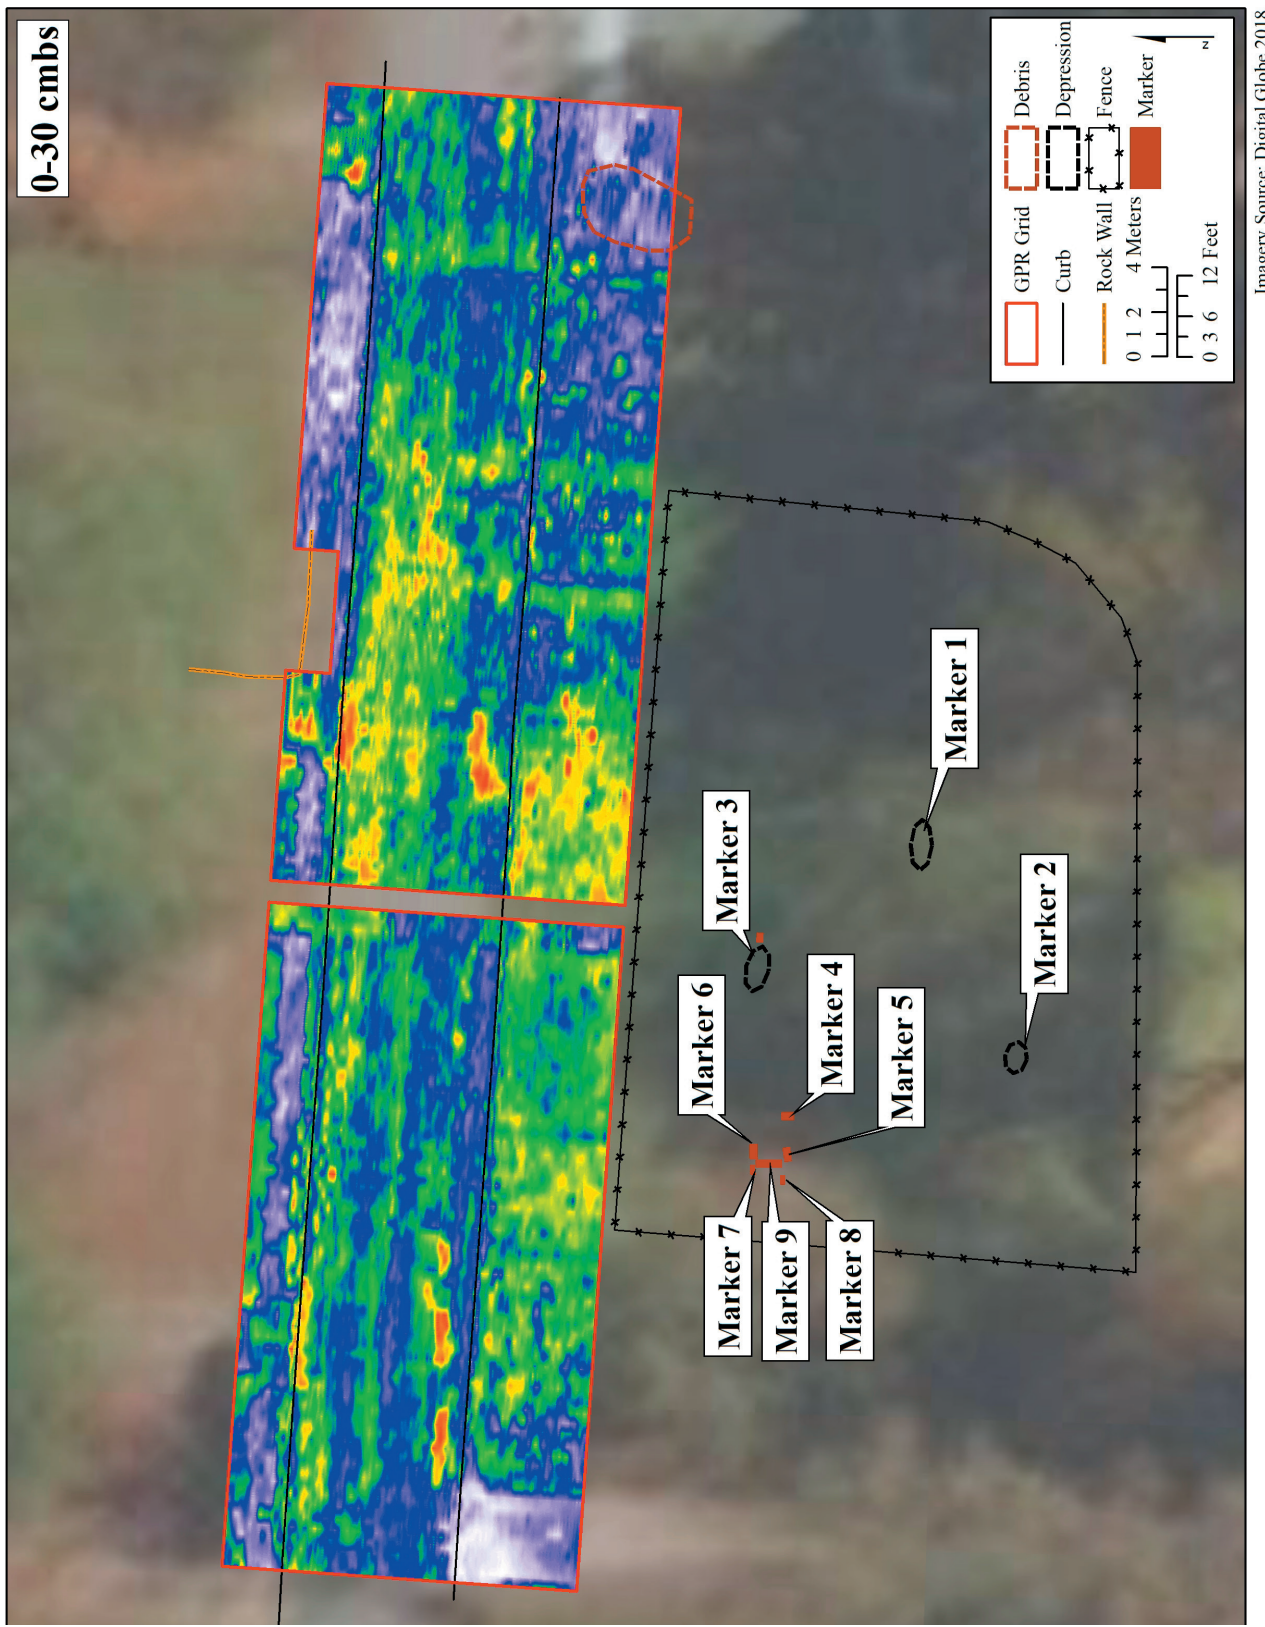 0-30 cmbs
Marker 7
Marker 9
Marker 8
Marker 6
Marker 4
Marker 5
Marker 3
Marker 2
Marker 1
GPR Grid
Debris
Curb
Depression
Rock Wall
Fence
0 1 2 4 Meters
Marker
0 3 6 12 Feet
N
Imagery Source: Digital Globe 2018